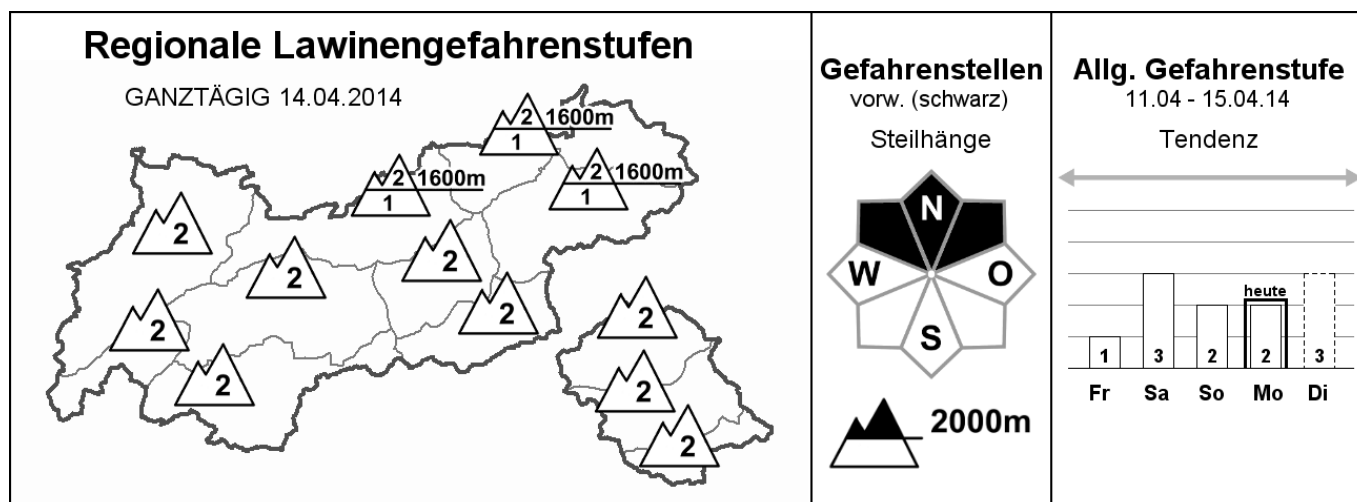 Regionale Lawinengefahrenstufen
GANZTÄGIG 14.04.2014
2 1600m
1
2 1600m
1
2 1600m
1
2
2
2
2
2
2
2
2
2
Gefahrenstellen
vorw. (schwarz)
Steilhänge
N
W O
S
2000m
Allg. Gefahrenstufe
11.04 - 15.04.14
Tendenz
heute
1 3 2 2 3
Fr Sa So Mo Di